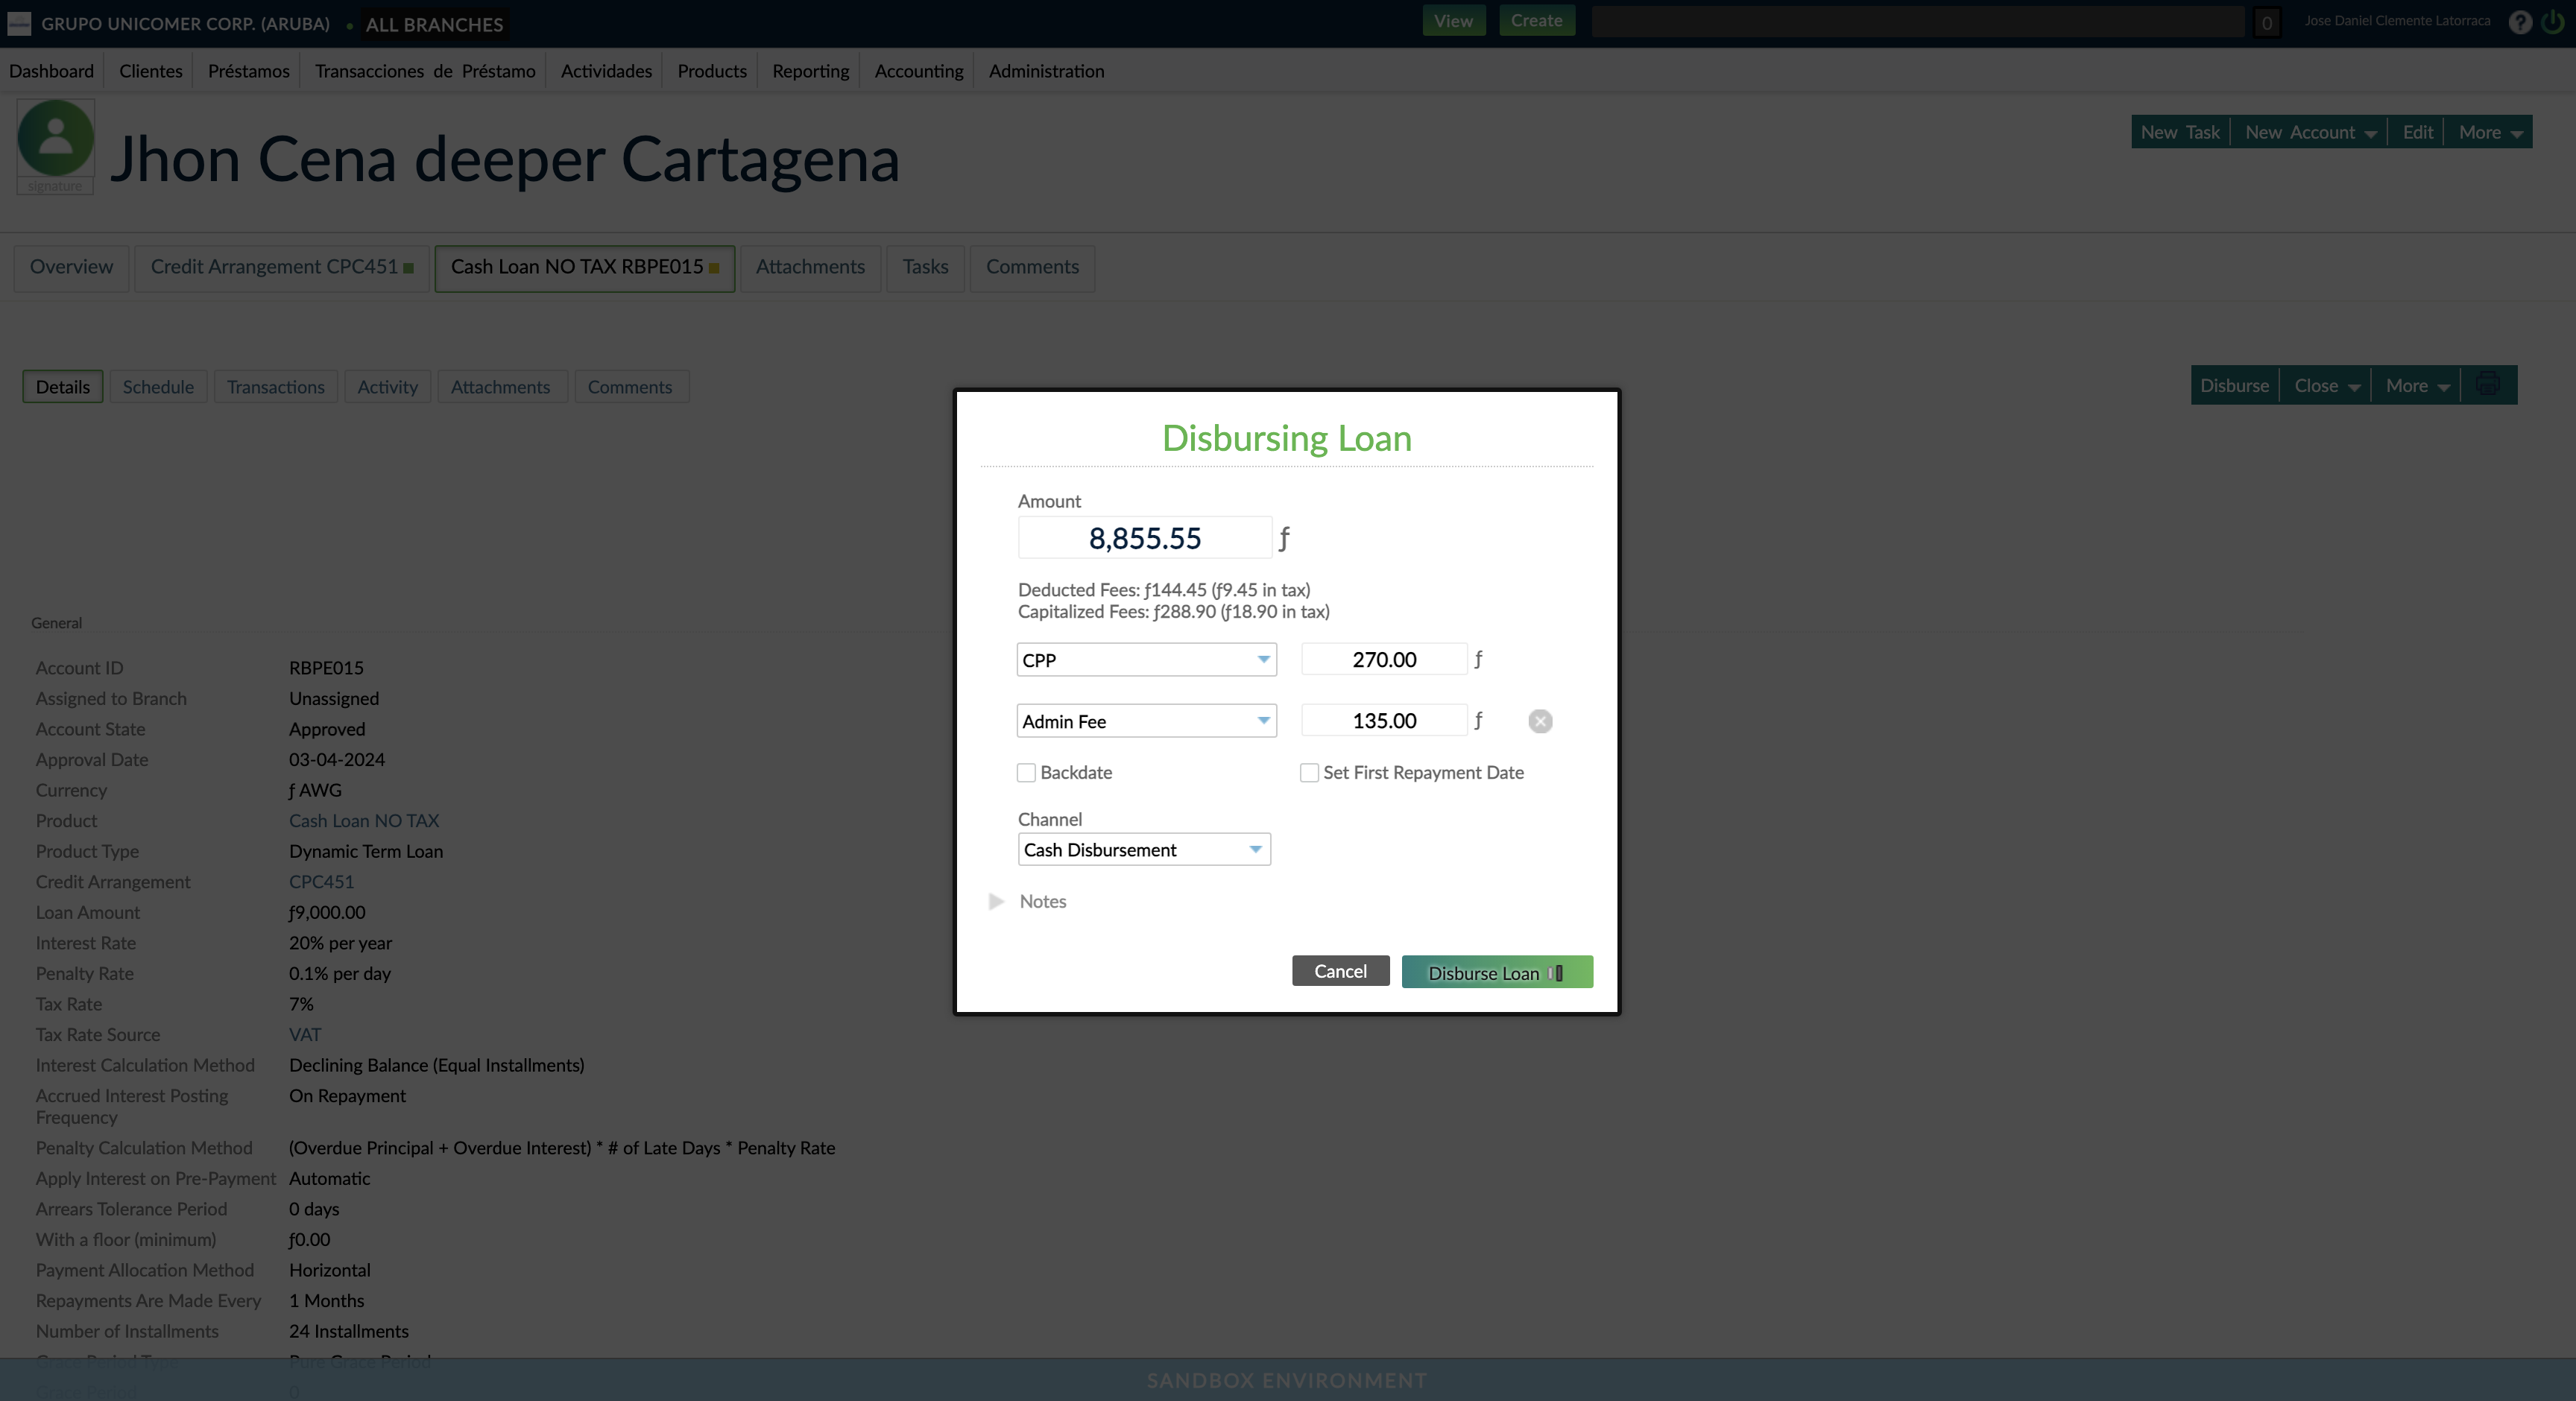 GRUPO UNICOMER CORP. (ARUBA) • ALL BRANCHES View Create 0 Jose Daniel Clemente Latorraca ?
Dashboard Clientes Préstamos Transacciones de Préstamo Actividades Products Reporting Accounting Administration
signature
Jhon Cena deeper Cartagena
New Task New Account Edit More
Overview Credit Arrangement CPC451 Cash Loan NO TAX RBPE015 Attachments Tasks Comments
Details Schedule Transactions Activity Attachments Comments
Disburse Close More
General
Account ID RBPE015
Assigned to Branch Unassigned
Account State Approved
Approval Date 03-04-2024
Currency ƒ AWG
Product Cash Loan NO TAX
Product Type Dynamic Term Loan
Credit Arrangement CPC451
Loan Amount ƒ9,000.00
Interest Rate 20% per year
Penalty Rate 0.1% per day
Tax Rate 7%
Tax Rate Source VAT
Interest Calculation Method Declining Balance (Equal Installments)
Accrued Interest Posting On Repayment
Frequency
Penalty Calculation Method (Overdue Principal + Overdue Interest) * # of Late Days * Penalty Rate
Apply Interest on Pre-Payment Automatic
Arrears Tolerance Period 0 days
With a floor (minimum) ƒ0.00
Payment Allocation Method Horizontal
Repayments Are Made Every 1 Months
Number of Installments 24 Installments
Grace Period Type Pure Grace Period
Grace Period 0
Disbursing Loan
Amount
8,855.55 ƒ
Deducted Fees: ƒ144.45 (ƒ9.45 in tax)
Capitalized Fees: ƒ288.90 (ƒ18.90 in tax)
CPP 270.00 ƒ
Admin Fee 135.00 ƒ
Backdate Set First Repayment Date
Channel
Cash Disbursement
Notes
Cancel Disburse Loan
SANDBOX ENVIRONMENT